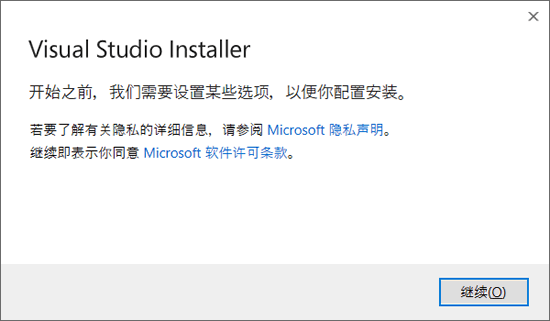 Visual Studio Installer
开始之前，我们需要设置某些选项，以便你配置安装。
若要了解有关隐私的详细信息，请参阅 Microsoft 隐私声明。
继续即表示你同意 Microsoft 软件许可条款。
继续(O)